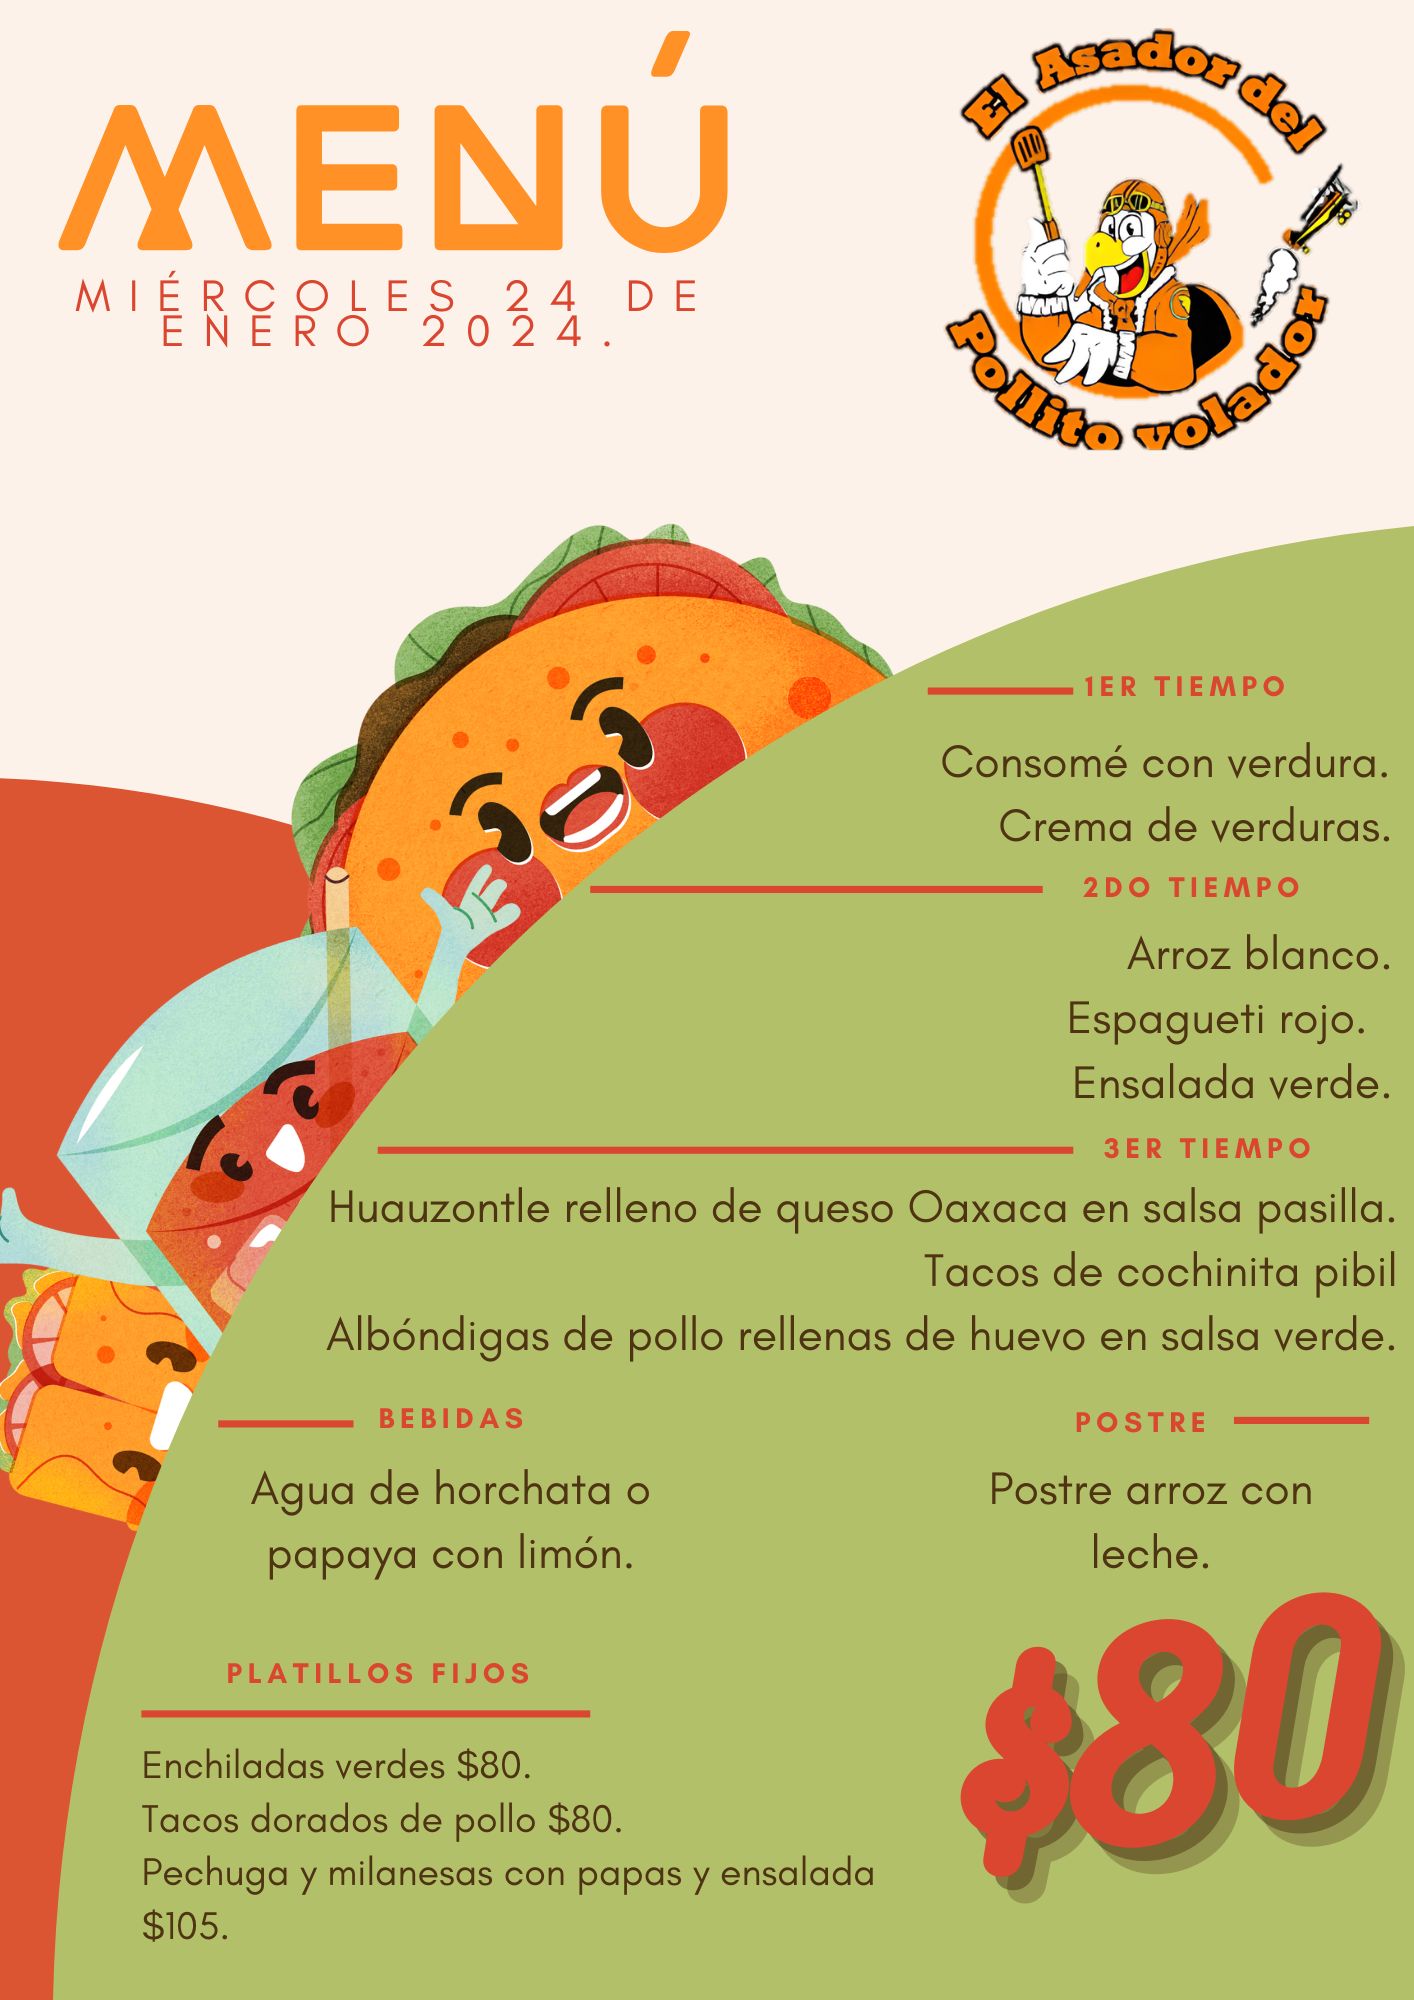 MENÚ
MIÉRCOLES 24 DE
ENERO 2024.
El Asador del
Pollito volador
1ER TIEMPO
Consomé con verdura.
Crema de verduras.
2DO TIEMPO
Arroz blanco.
Espagueti rojo.
Ensalada verde.
3ER TIEMPO
Huauzontle relleno de queso Oaxaca en salsa pasilla.
Tacos de cochinita pibil
Albóndigas de pollo rellenas de huevo en salsa verde.
BEBIDAS
Agua de horchata o
papaya con limón.
POSTRE
Postre arroz con
leche.
$80
PLATILLOS FIJOS
Enchiladas verdes $80.
Tacos dorados de pollo $80.
Pechuga y milanesas con papas y ensalada
$105.